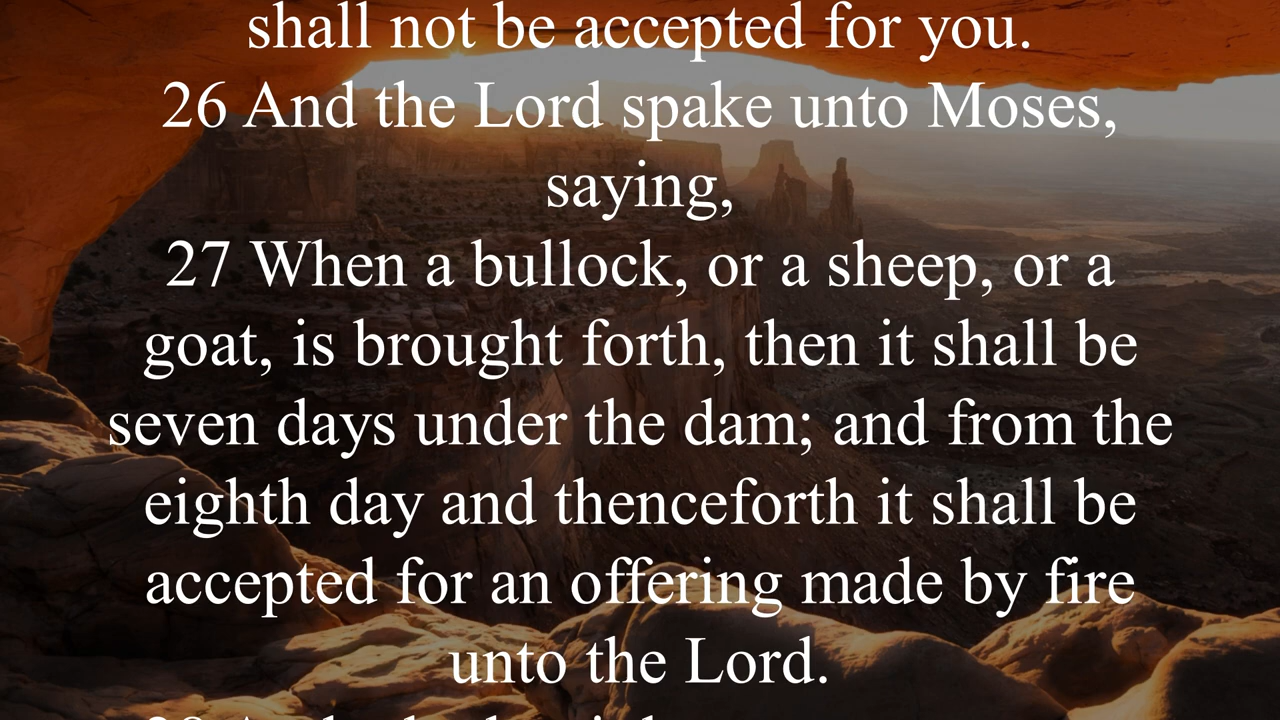 shall not be accepted for you.
26 And the Lord spake unto Moses,
saying,
27 When a bullock, or a sheep, or a
goat, is brought forth, then it shall be
seven days under the dam; and from the
eighth day and thenceforth it shall be
accepted for an offering made by fire
unto the Lord.